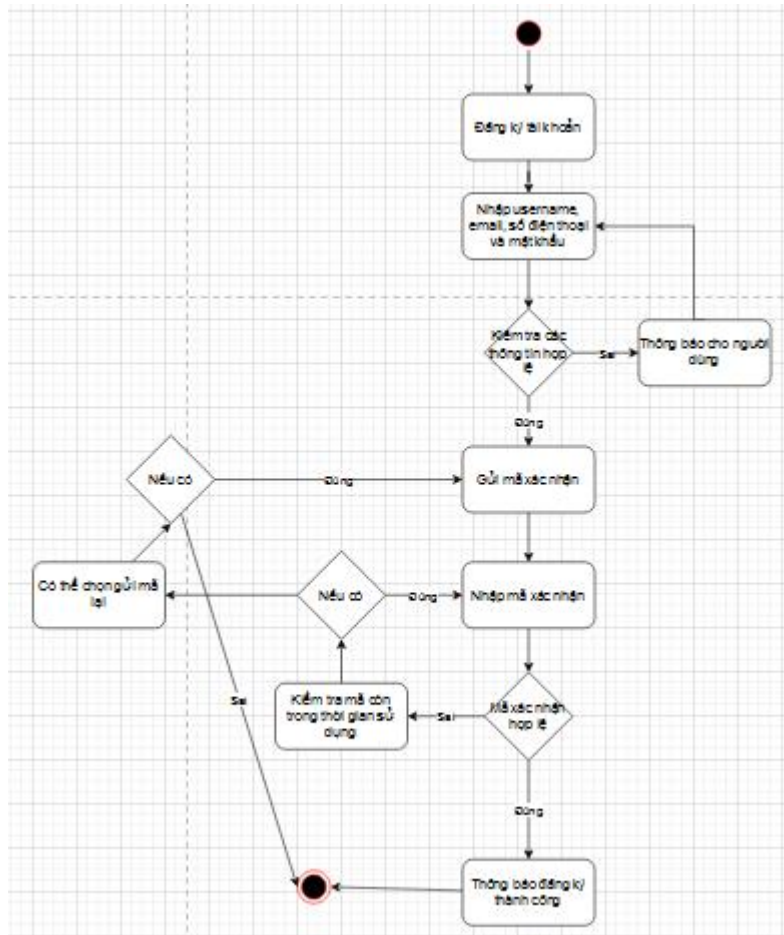 Đăng ký tài khoản
Nhập username,
email, số điện thoại
và mật khẩu
Kiểm tra các
thông tin hợp
lệ
Sai
Thông báo cho người
dùng
Đúng
Nếu có
Đúng
Gửi mã xác nhận
Có thể chọn gửi mã
lại
Nếu có
Đúng
Nhập mã xác nhận
Sai
Kiểm tra mã còn
trong thời gian sử
dụng
Sai
Mã xác nhận
hợp lệ
Đúng
Thông báo đăng ký
thành công